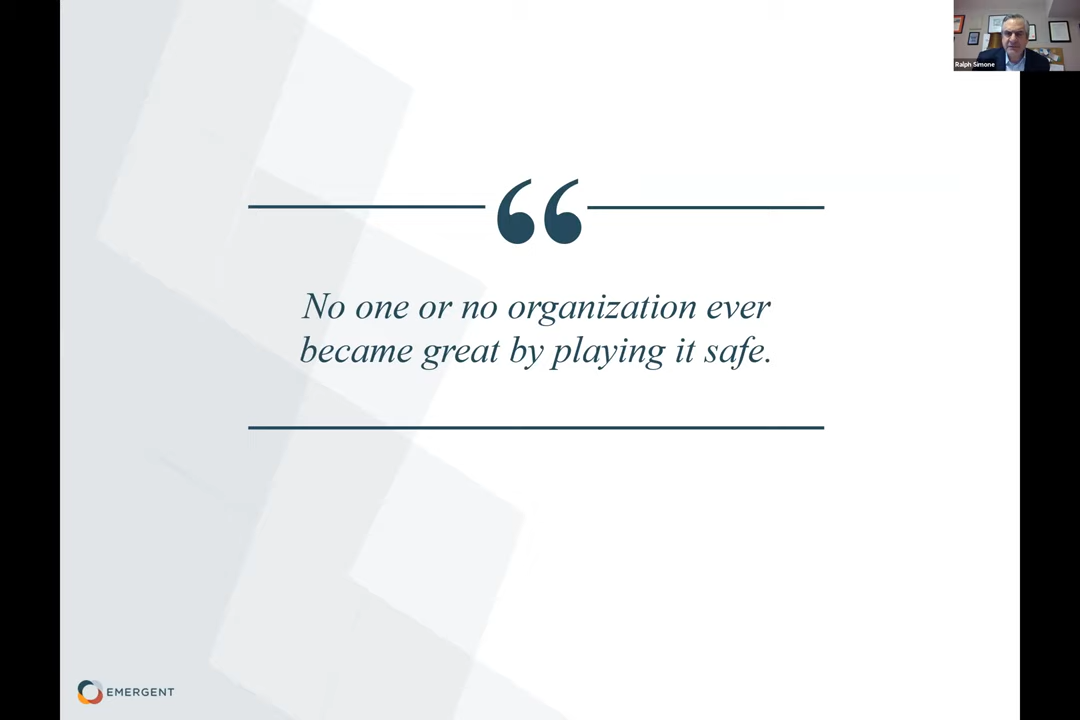 Ralph Simone
“
No one or no organization ever
became great by playing it safe.
EMERGENT